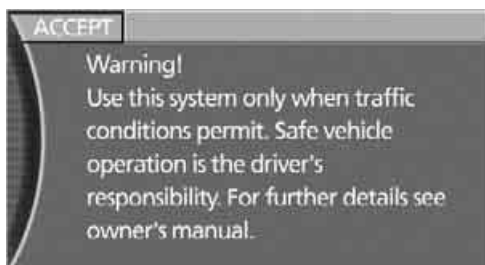 ACCEPT
Warning!
Use this system only when traffic
conditions permit. Safe vehicle
operation is the driver's
responsibility. For further details see
owner's manual.